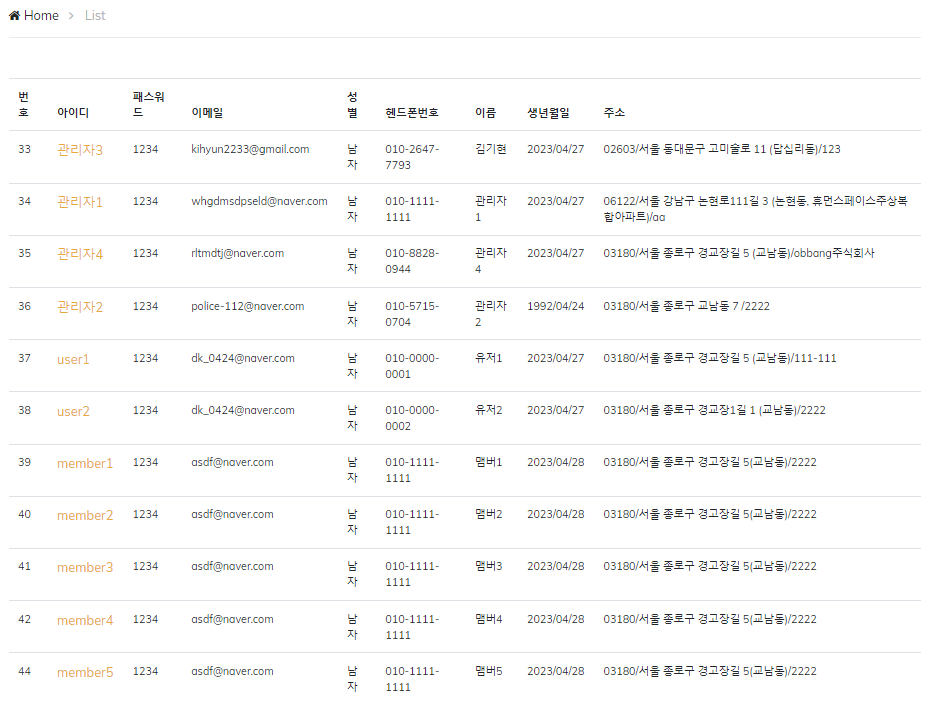 Home > List
번호 아이디 패스워드 이메일 성별 헨드폰번호 이름 생년월일 주소
33 관리자3 1234 kihyun2233@gmail.com 남자 010-2647-7793 김기현 2023/04/27 02603/서울 동대문구 고미술로 11 (답십리동)/123
34 관리자1 1234 whgdmsdpseld@naver.com 남자 010-1111-1111 관리자1 2023/04/27 06122/서울 강남구 논현로111길 3 (논현동, 휴먼스페이스주상복합아파트)/aa
35 관리자4 1234 rltmdtj@naver.com 남자 010-8828-0944 관리자4 2023/04/27 03180/서울 종로구 경교장길 5 (교남동)/obbang주식회사
36 관리자2 1234 police-112@naver.com 남자 010-5715-0704 관리자2 1992/04/24 03180/서울 종로구 교남동 7 /2222
37 user1 1234 dk_0424@naver.com 남자 010-0000-0001 유저1 2023/04/27 03180/서울 종로구 경교장길 5 (교남동)/111-111
38 user2 1234 dk_0424@naver.com 남자 010-0000-0002 유저2 2023/04/27 03180/서울 종로구 경교장1길 1 (교남동)/2222
39 member1 1234 asdf@naver.com 남자 010-1111-1111 맴버1 2023/04/28 03180/서울 종로구 경고장길 5(교남동)/2222
40 member2 1234 asdf@naver.com 남자 010-1111-1111 맴버2 2023/04/28 03180/서울 종로구 경고장길 5(교남동)/2222
41 member3 1234 asdf@naver.com 남자 010-1111-1111 맴버3 2023/04/28 03180/서울 종로구 경고장길 5(교남동)/2222
42 member4 1234 asdf@naver.com 남자 010-1111-1111 맴버4 2023/04/28 03180/서울 종로구 경고장길 5(교남동)/2222
44 member5 1234 asdf@naver.com 남자 010-1111-1111 맴버5 2023/04/28 03180/서울 종로구 경고장길 5(교남동)/2222